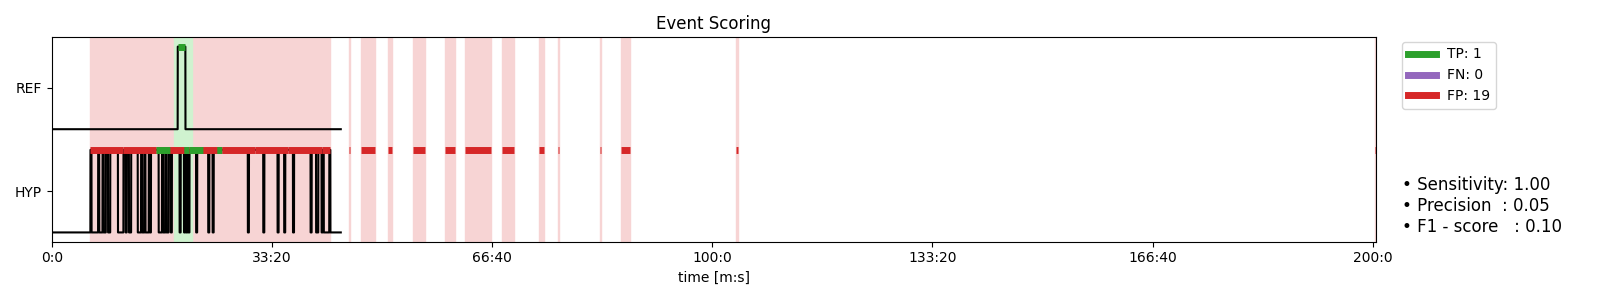 Event Scoring
REF
HYP
0:0
33:20
66:40
100:0
133:20
166:40
200:0
time [m:s]
TP: 1
FN: 0
FP: 19
• Sensitivity: 1.00
• Precision  : 0.05
• F1 - score   : 0.10